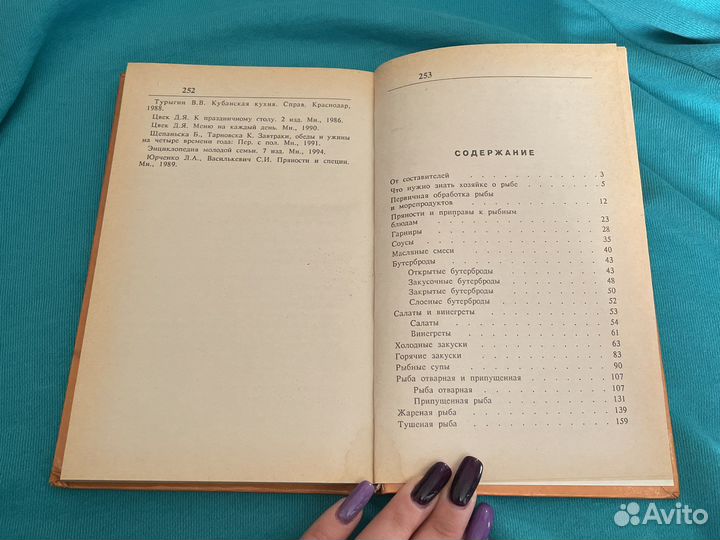 252
Турыгин В.В. Кубанская кухня. Справ. Краснодар,
1988.
Цвек Д.Я. К праздничному столу. 2 изд. Мн., 1986.
Цвек Д.Я. Меню на каждый день. Мн., 1990.
Щепаньска Б., Тарновска К. Завтраки, обеды и ужины
на четыре времени года: Пер. с пол. Мн., 1991.
Энциклопедия молодой семьи. 7 изд. Мн., 1994.
Юрченко Л.А., Василькевич С.И. Пряности и специи.
Мн., 1989.
253
СОДЕРЖАНИЕ
От составителей . . . . . . . . . . 3
Что нужно знать хозяйке о рыбе . . . . . 5
Первичная обработка рыбы
и морепродуктов . . . . . . . . . . 12
Пряности и приправы к рыбным
блюдам . . . . . . . . . . . . . 23
Гарниры . . . . . . . . . . . . . 28
Соусы . . . . . . . . . . . . . . 35
Масляные смеси . . . . . . . . . . 40
Бутерброды . . . . . . . . . . . . 43
Открытые бутерброды . . . . . . . . 43
Закусочные бутерброды . . . . . . . 48
Закрытые бутерброды . . . . . . . . 50
Слоеные бутерброды . . . . . . . . 52
Салаты и винегреты . . . . . . . . . 53
Салаты . . . . . . . . . . . . . 54
Винегреты . . . . . . . . . . . . 61
Холодные закуски . . . . . . . . . . 63
Горячие закуски . . . . . . . . . . 83
Рыбные супы . . . . . . . . . . . 90
Рыба отварная и припущенная . . . . . . 107
Рыба отварная . . . . . . . . . . 107
Припущенная рыба . . . . . . . . . 131
Жареная рыба . . . . . . . . . . . 139
Тушеная рыба . . . . . . . . . . . 159
Avito